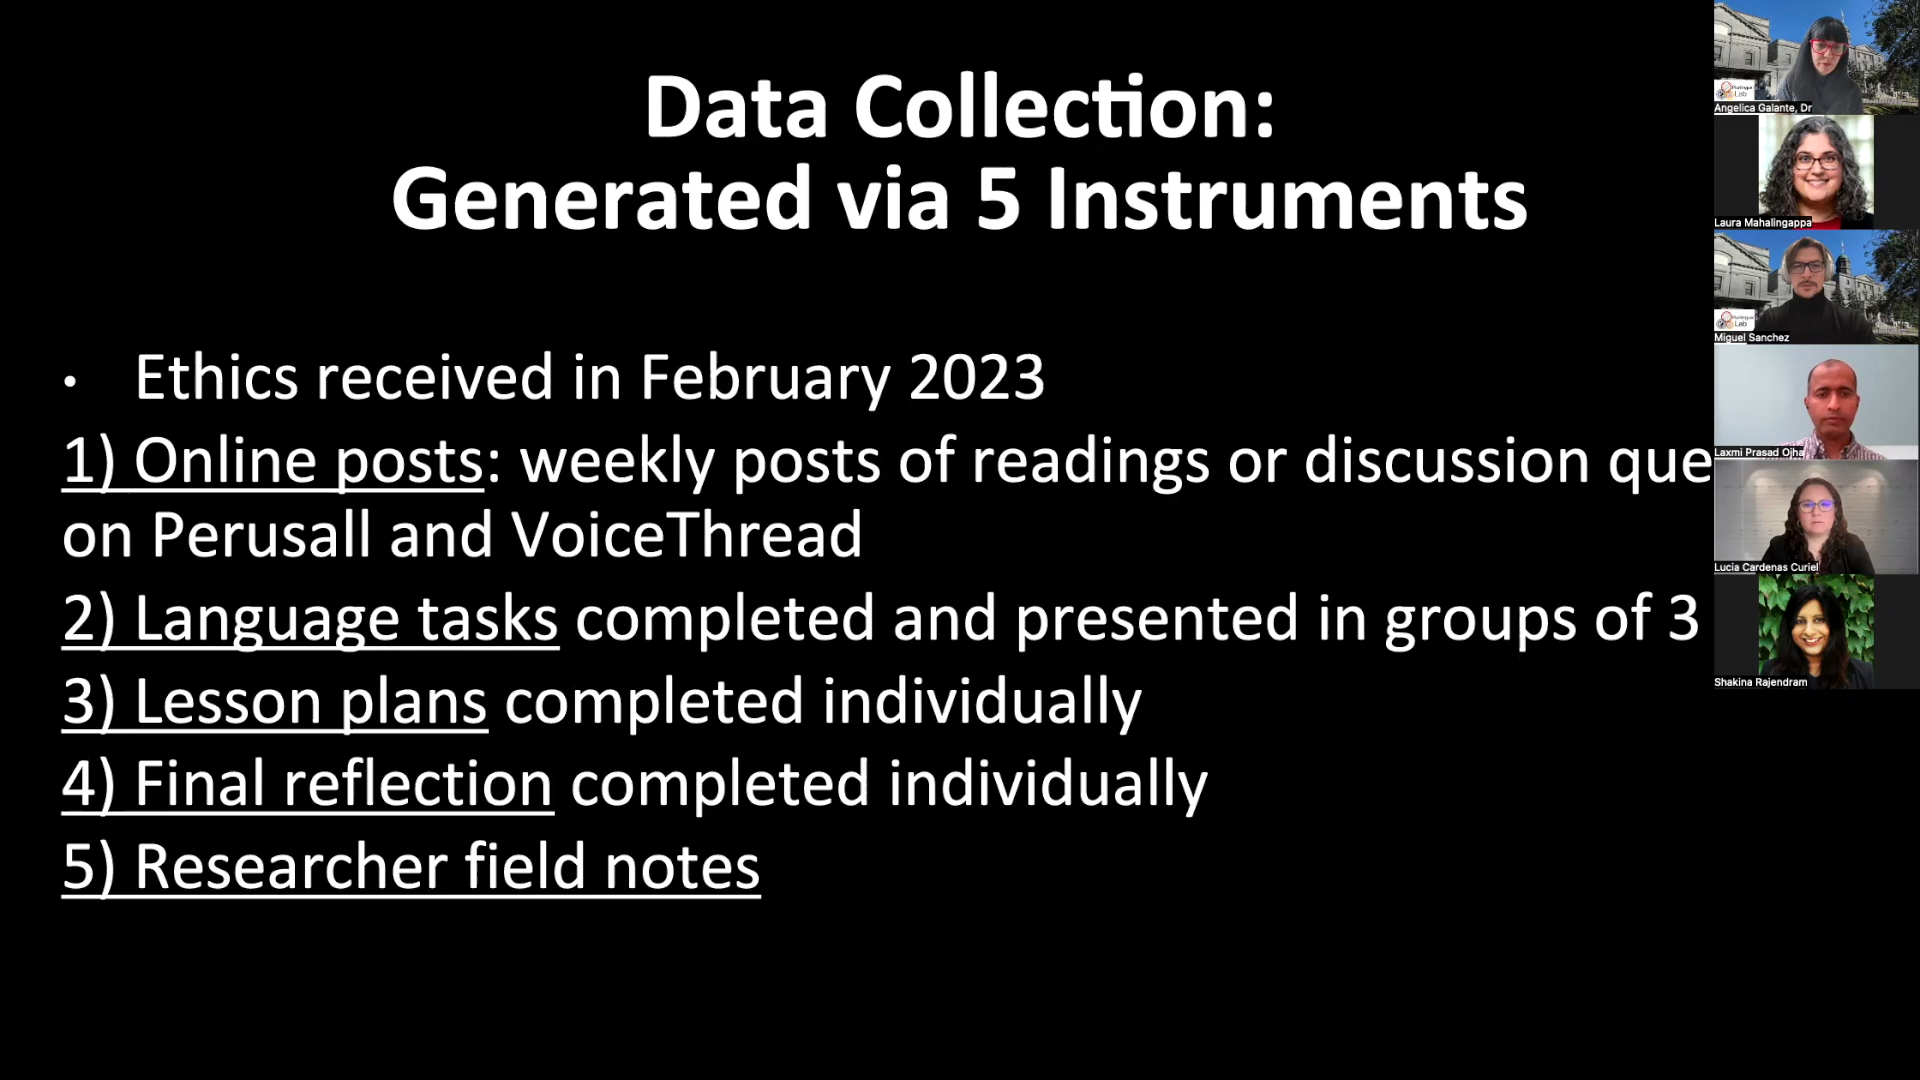 Data Collection:
Generated via 5 Instruments
• Ethics received in February 2023
1) Online posts: weekly posts of readings or discussion que
on Perusall and VoiceThread
2) Language tasks completed and presented in groups of 3
3) Lesson plans completed individually
4) Final reflection completed individually
5) Researcher field notes
Lab
Angelica Galante, Dr
Laura Mahalingappa
Lab
Miguel Sanchez
Laxmi Prasad Ojha
Lucia Cardenas Curiel
Shakina Rajendram